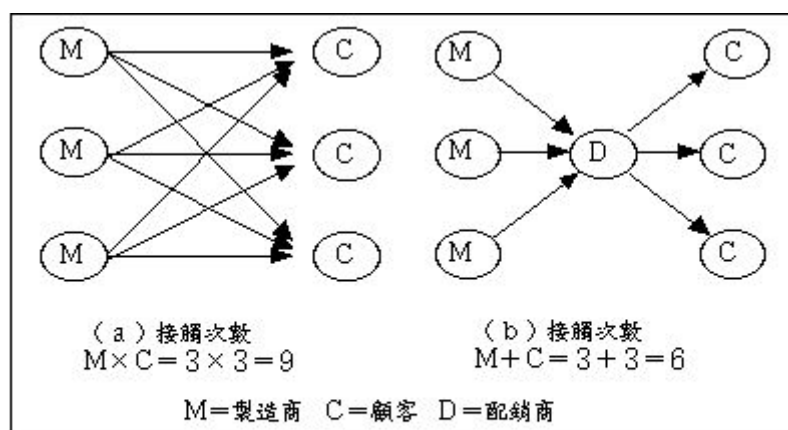 M C M C
M C M D C
M C M C
（a）接觸次數
M×C＝3×3＝9
（b）接觸次數
M+C＝3＋3＝6
M＝製造商 C＝顧客 D＝配銷商